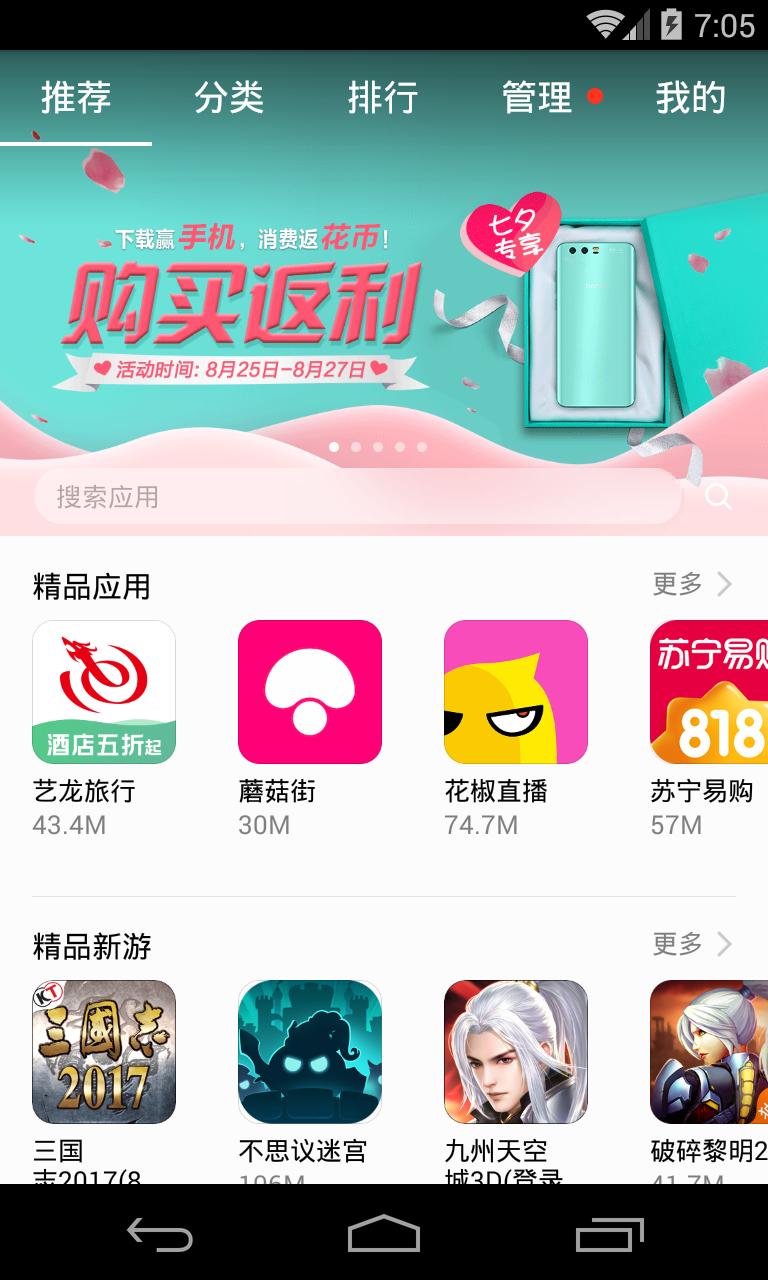 7:05
推荐 分类 排行 管理 我的
七夕
专享
下载赢手机，消费返花币！
购买返利
活动时间: 8月25日-8月27日
搜索应用
精品应用 更多
酒店五折起
苏宁易购
818
艺龙旅行 蘑菇街 花椒直播 苏宁易购
43.4M 30M 74.7M 57M
精品新游 更多
KT
三國志
2017
三国 不思议迷宫 九州天空 破碎黎明2
志2017(8 城3D(登录
106M 41.7M